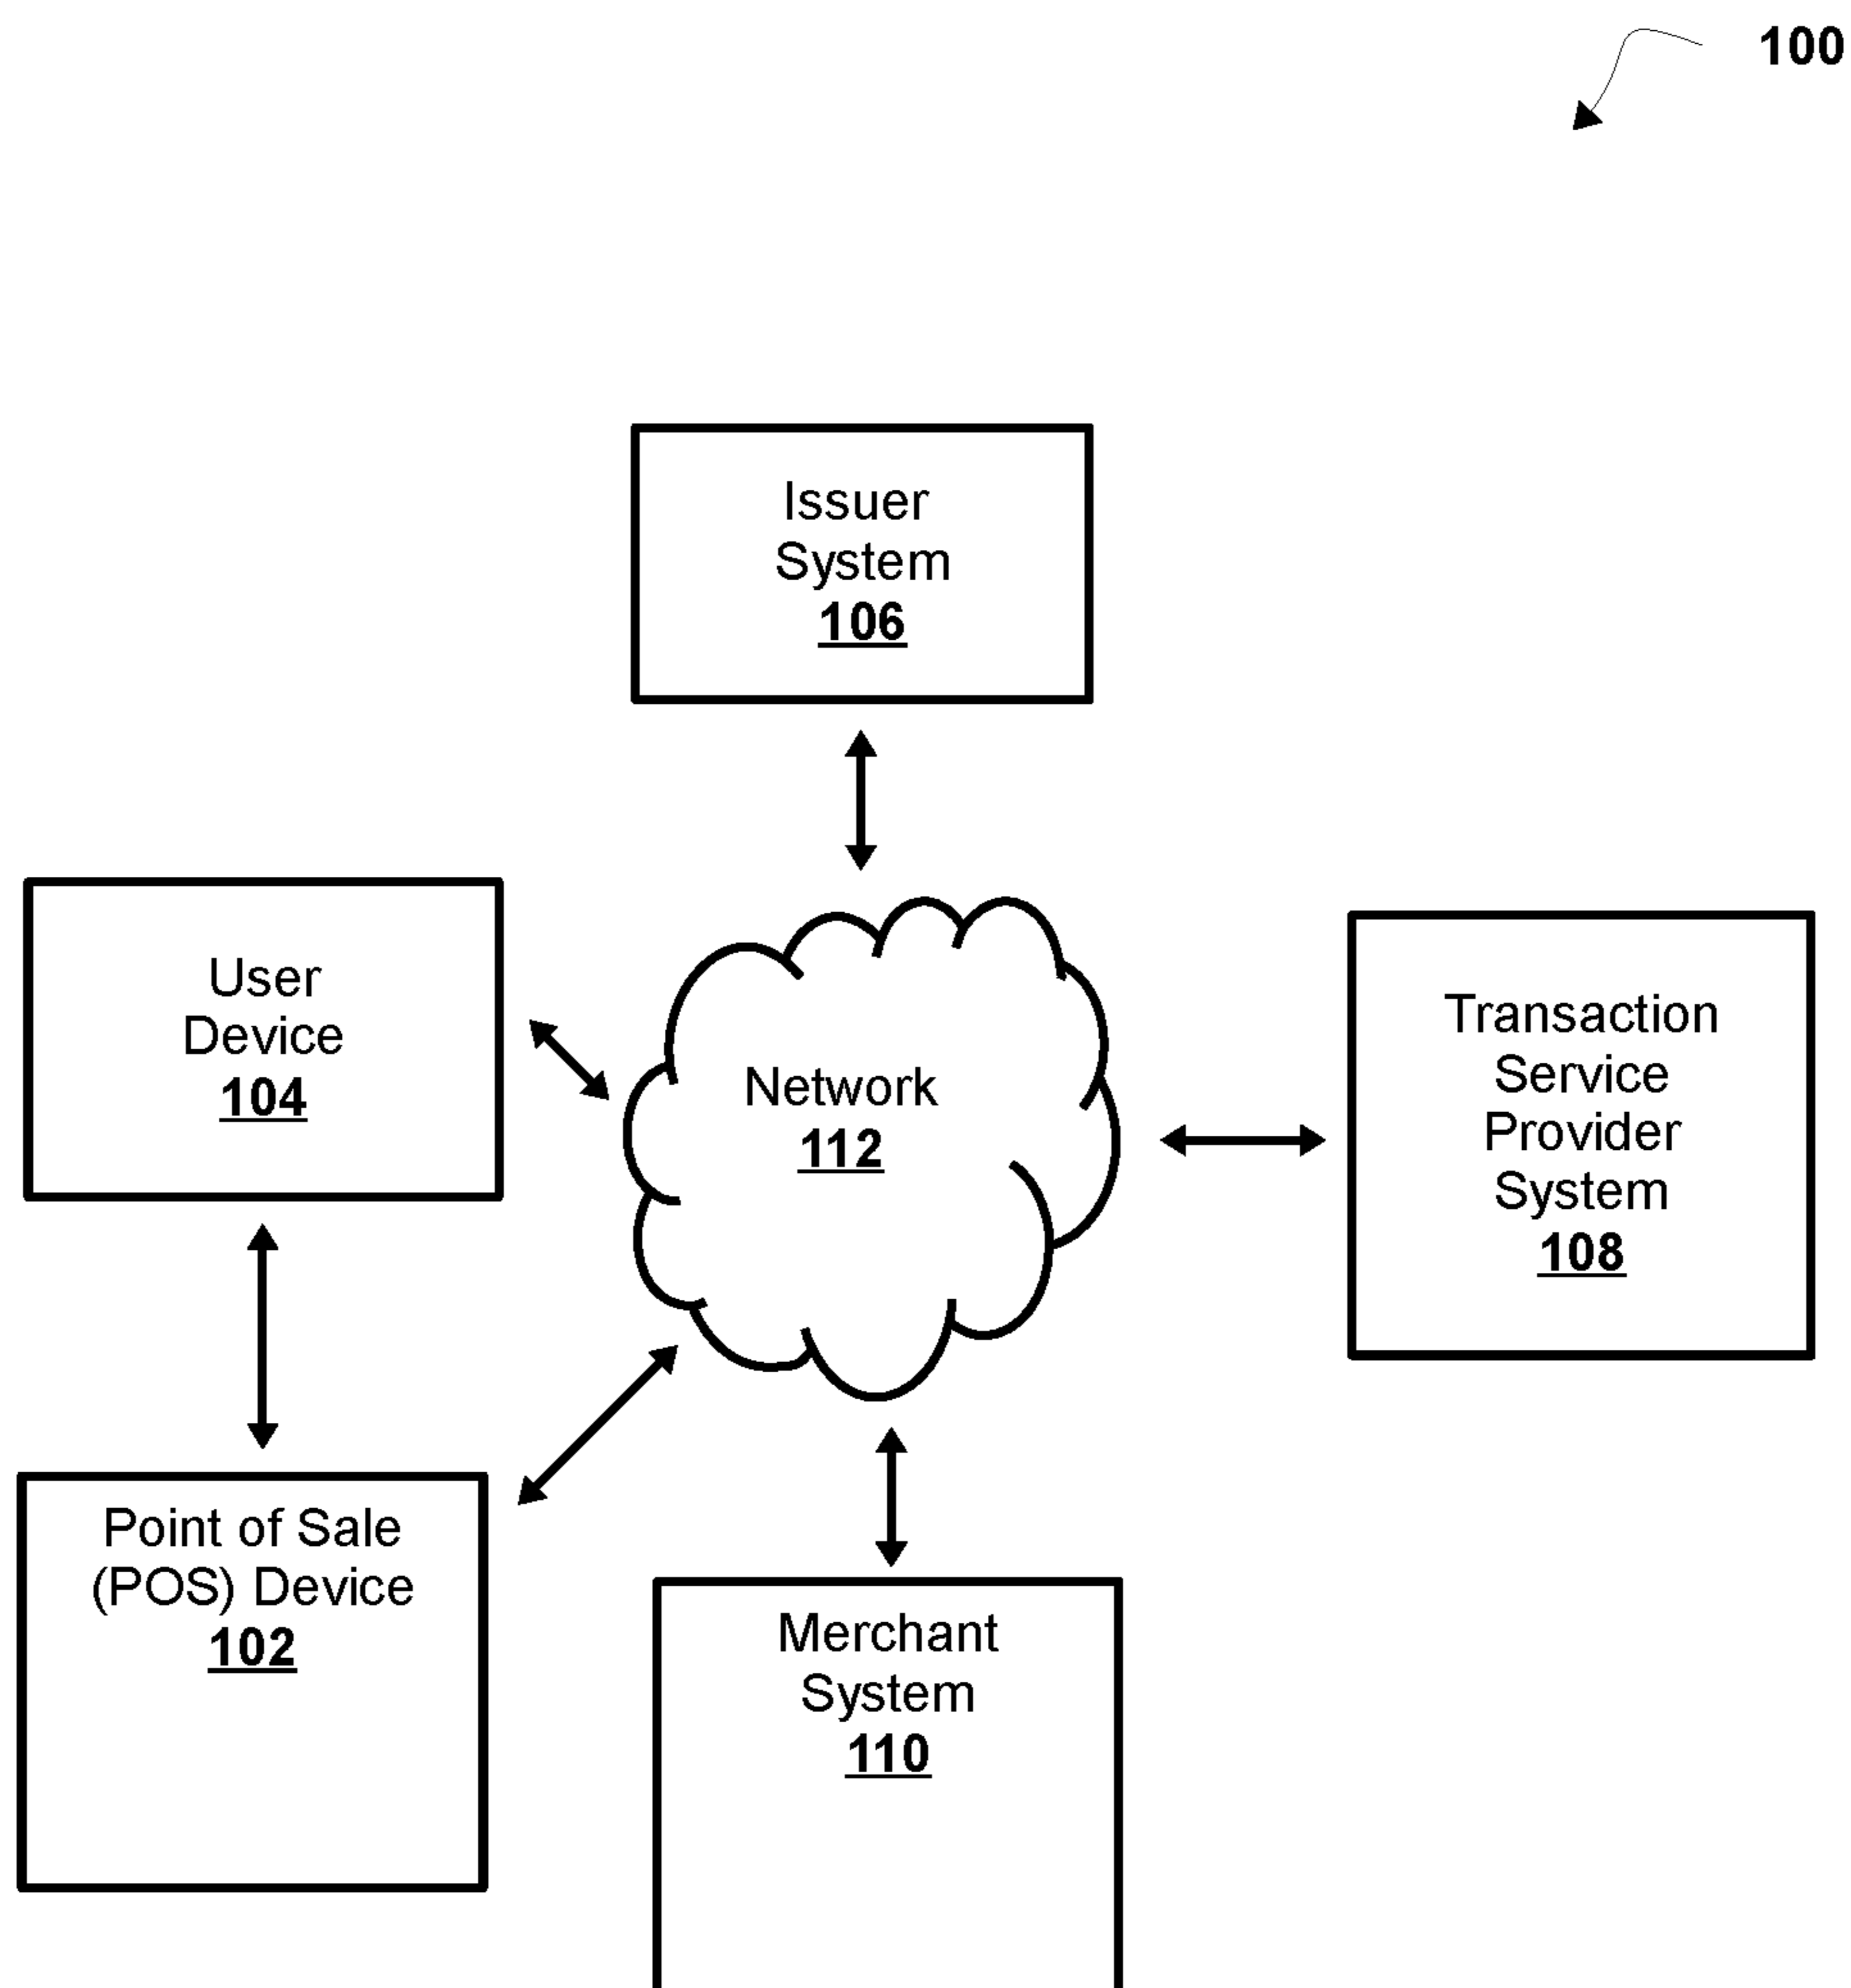 100
Issuer
System
106
User
Device
104
Network
112
Transaction
Service
Provider
System
108
Point of Sale
(POS) Device
102
Merchant
System
110